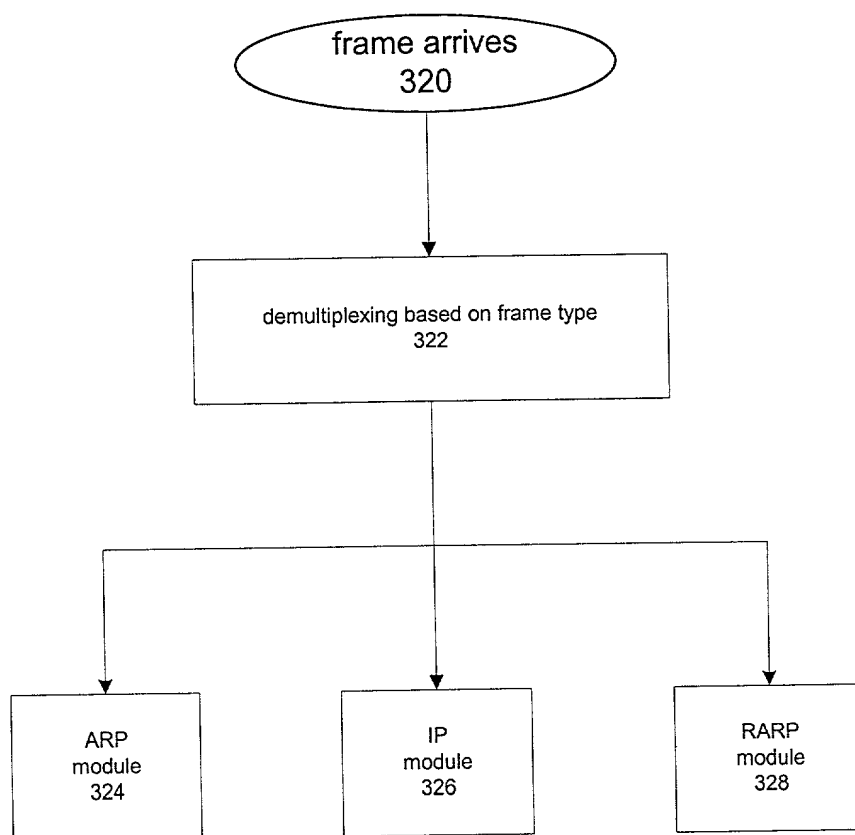 frame arrives
320
demultiplexing based on frame type
322
ARP
module
324
IP
module
326
RARP
module
328